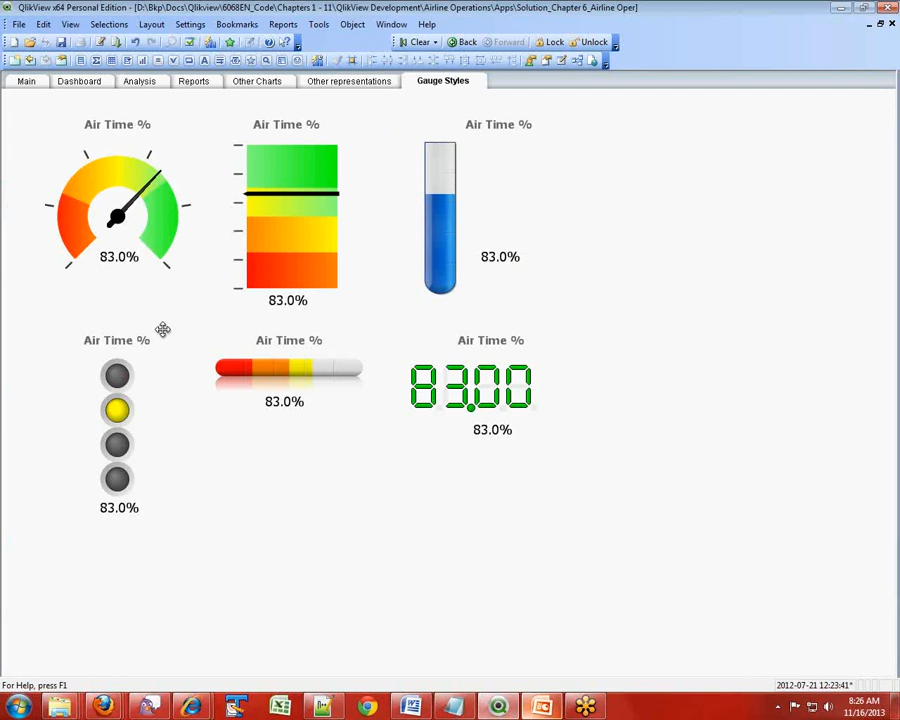 QlikView x64 Personal Edition - [D:\Bkp\Docs\Qlikview\6068EN_Code\Chapters 1 - 11\QlikView Development\Airline Operations\Apps\Solution_Chapter 6_Airline Oper]
File Edit View Selections Layout Settings Bookmarks Reports Tools Object Window Help
Clear Back Forward Lock Unlock
Main Dashboard Analysis Reports Other Charts Other representations Gauge Styles
Air Time % Air Time % Air Time %
83.0% 83.0%
83.0%
Air Time % Air Time % Air Time %
83.00
83.0%
83.0%
83.0%
For Help, press F1 2012-07-21 12:23:41*
8:26 AM
11/16/2013